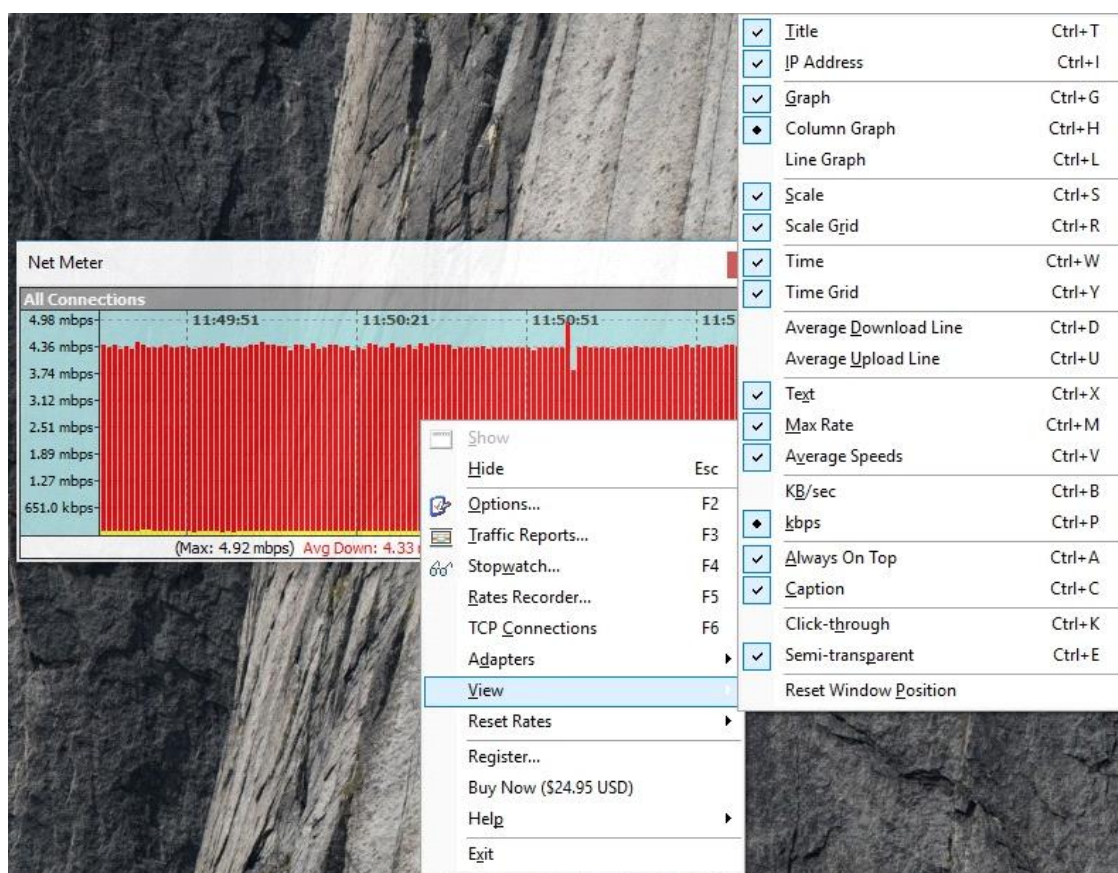 Net Meter
All Connections
4.98 mbps
11:49:51 11:50:21 11:50:51 11:5
4.36 mbps
3.74 mbps
3.12 mbps
2.51 mbps
1.89 mbps
1.27 mbps
651.0 kbps
(Max: 4.92 mbps) Avg Down: 4.33
Show
Hide Esc
Options... F2
Traffic Reports... F3
Stopwatch... F4
Rates Recorder... F5
TCP Connections F6
Adapters
View
Reset Rates
Register...
Buy Now ($24.95 USD)
Help
Exit
Title Ctrl+T
IP Address Ctrl+I
Graph Ctrl+G
Column Graph Ctrl+H
Line Graph Ctrl+L
Scale Ctrl+S
Scale Grid Ctrl+R
Time Ctrl+W
Time Grid Ctrl+Y
Average Download Line Ctrl+D
Average Upload Line Ctrl+U
Text Ctrl+X
Max Rate Ctrl+M
Average Speeds Ctrl+V
KB/sec Ctrl+B
kbps Ctrl+P
Always On Top Ctrl+A
Caption Ctrl+C
Click-through Ctrl+K
Semi-transparent Ctrl+E
Reset Window Position